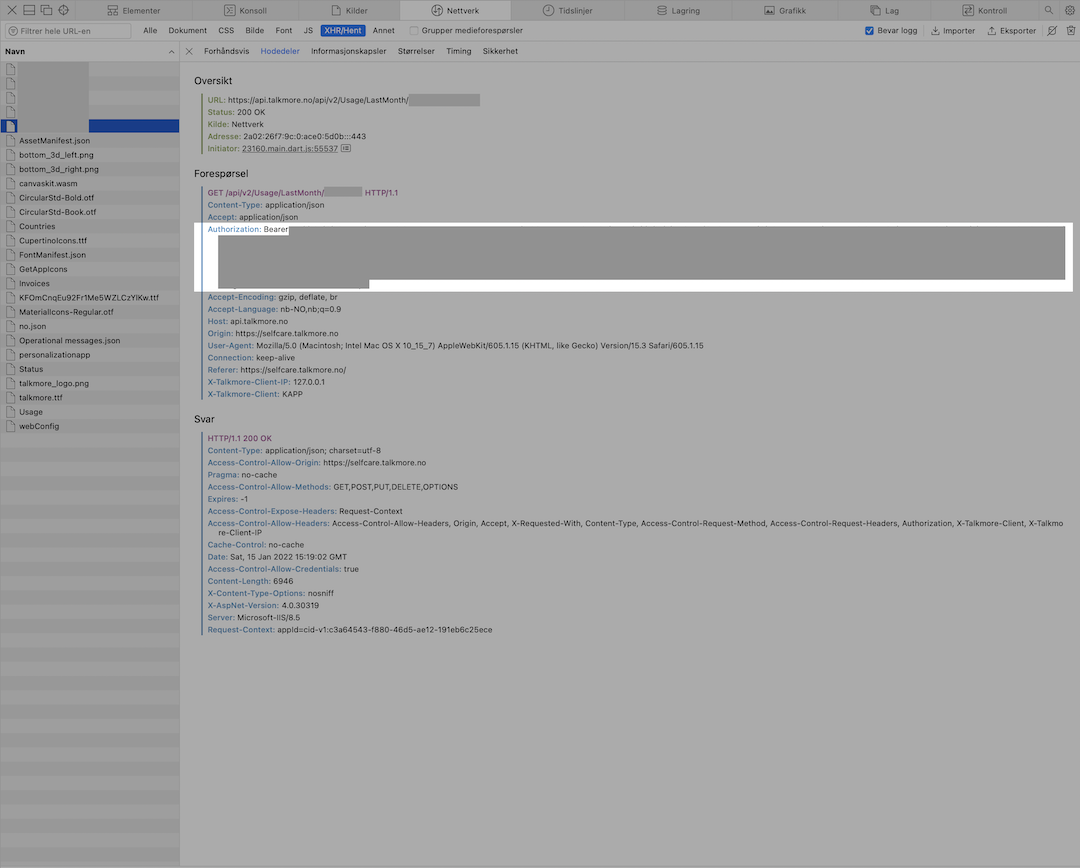 Elementer
Konsoll
Kilder
Nettverk
Tidslinjer
Lagring
Grafikk
Lag
Kontroll
Filtrer hele URL-en
Alle
Dokument
CSS
Bilde
Font
JS
XHR/Hent
Annet
Grupper medieforespørsler
Bevar logg
Importer
Eksporter
Navn
Forhåndsvis
Hodedeler
Informasjonskapsler
Størrelser
Timing
Sikkerhet
AssetManifest.json
bottom_3d_left.png
bottom_3d_right.png
canvaskit.wasm
CircularStd-Bold.otf
CircularStd-Book.otf
Countries
CupertinoIcons.ttf
FontManifest.json
GetAppIcons
Invoices
KFOmCnqEu92Fr1Me5WZLCzYlKw.ttf
MaterialIcons-Regular.otf
no.json
Operational messages.json
personalizationapp
Status
talkmore_logo.png
talkmore.ttf
Usage
webConfig
Oversikt
URL: https://api.talkmore.no/api/v2/Usage/LastMonth/
Status: 200 OK
Kilde: Nettverk
Adresse: 2a02:26f7:9c:0:ace0:5d0b:::443
Initiator: 23160.main.dart.js:55537
Forespørsel
GET /api/v2/Usage/LastMonth/ HTTP/1.1
Content-Type: application/json
Accept: application/json
Authorization: Bearer
Accept-Encoding: gzip, deflate, br
Accept-Language: nb-NO,nb;q=0.9
Host: api.talkmore.no
Origin: https://selfcare.talkmore.no
User-Agent: Mozilla/5.0 (Macintosh; Intel Mac OS X 10_15_7) AppleWebKit/605.1.15 (KHTML, like Gecko) Version/15.3 Safari/605.1.15
Connection: keep-alive
Referer: https://selfcare.talkmore.no/
X-Talkmore-Client-IP: 127.0.0.1
X-Talkmore-Client: KAPP
Svar
HTTP/1.1 200 OK
Content-Type: application/json; charset=utf-8
Access-Control-Allow-Origin: https://selfcare.talkmore.no
Pragma: no-cache
Access-Control-Allow-Methods: GET,POST,PUT,DELETE,OPTIONS
Expires: -1
Access-Control-Expose-Headers: Request-Context
Access-Control-Allow-Headers: Access-Control-Allow-Headers, Origin, Accept, X-Requested-With, Content-Type, Access-Control-Request-Method, Access-Control-Request-Headers, Authorization, X-Talkmore-Client, X-Talkmo
re-Client-IP
Cache-Control: no-cache
Date: Sat, 15 Jan 2022 15:19:02 GMT
Access-Control-Allow-Credentials: true
Content-Length: 6946
X-Content-Type-Options: nosniff
X-AspNet-Version: 4.0.30319
Server: Microsoft-IIS/8.5
Request-Context: appId=cid-v1:c3a64543-f880-46d5-ae12-191eb6c25ece